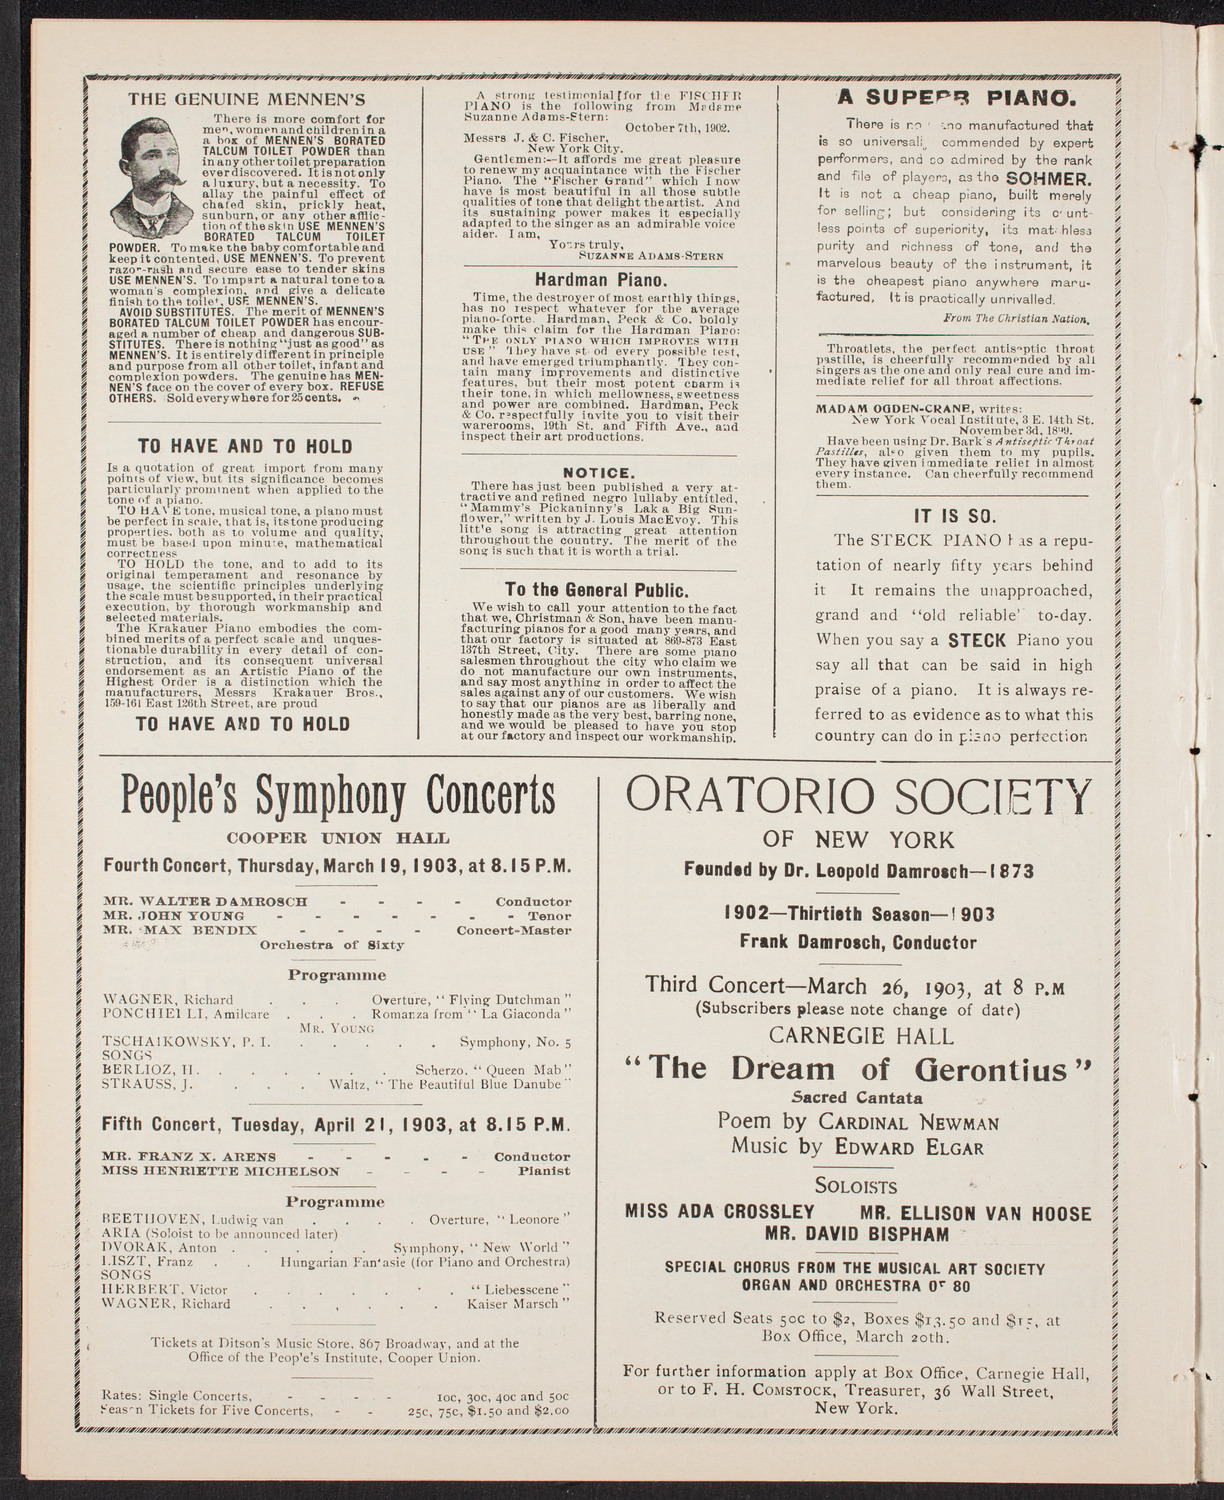 THE GENUINE MENNEN'S
There is more comfort for
men, women and children in a
a box of MENNEN'S BORATED
TALCUM TOILET POWDER than
in any other toilet preparation
ever discovered. It is not only
a luxury, but a necessity. To
allay the painful effect of
chafed skin, prickly heat,
sunburn, or any other afflic-
tion of the skin USE MENNEN'S
BORATED TALCUM TOILET
POWDER. To make the baby comfortable and
keep it contented, USE MENNEN'S. To prevent
razor-rash and secure ease to tender skins
USE MENNEN'S. To impart a natural tone to a
woman's complexion, and give a delicate
finish to the toilet, USE MENNEN'S.
AVOID SUBSTITUTES. The merit of MENNEN'S
BORATED TALCUM TOILET POWDER has encour-
aged a number of cheap and dangerous SUB-
STITUTES. There is nothing "just as good" as
MENNEN'S. It is entirely different in principle
and purpose from all other toilet, infant and
complexion powders. The genuine has MEN-
NEN'S face on the cover of every box. REFUSE
OTHERS. Sold everywhere for 25 cents.
TO HAVE AND TO HOLD
Is a quotation of great import from many
points of view, but its significance becomes
particularly prominent when applied to the
tone of a piano.
TO HAVE tone, musical tone, a piano must
be perfect in scale, that is, its tone producing
properties, both as to volume and quality,
must be based upon minute, mathematical
correctness
TO HOLD the tone, and to add to its
original temperament and resonance by
usage, the scientific principles underlying
the scale must be supported, in their practical
execution, by thorough workmanship and
selected materials.
The Krakauer Piano embodies the com-
bined merits of a perfect scale and unques-
tionable durability in every detail of con-
struction, and its consequent universal
endorsement as an Artistic Piano of the
Highest Order is a distinction which the
manufacturers, Messrs Krakauer Bros.,
159-161 East 126th Street, are proud
TO HAVE AND TO HOLD
A strong testimonial for the FISCHER
PIANO is the following from Madame
Suzanne Adams-Stern:
October 7th, 1902.
Messrs J. & C. Fischer,
New York City.
Gentlemen:—It affords me great pleasure
to renew my acquaintance with the Fischer
Piano. The "Fischer Grand" which I now
have is most beautiful in all those subtle
qualities of tone that delight the artist. And
its sustaining power makes it especially
adapted to the singer as an admirable voice
aider. I am,
Yours truly,
SUZANNE ADAMS-STERN
Hardman Piano.
Time, the destroyer of most earthly things,
has no respect whatever for the average
piano-forte. Hardman, Peck & Co. boldly
make this claim for the Hardman Piano:
"THE ONLY PIANO WHICH IMPROVES WITH
USE" They have stood every possible test,
and have emerged triumphantly. They con-
tain many improvements and distinctive
features, but their most potent charm is
their tone, in which mellowness, sweetness
and power are combined. Hardman, Peck
& Co. respectfully invite you to visit their
warerooms, 19th St. and Fifth Ave., and
inspect their art productions.
NOTICE.
There has just been published a very at-
tractive and refined negro lullaby entitled,
"Mammy's Pickaninny's Lak a Big Sun-
flower," written by J. Louis MacEvoy. This
little song is attracting great attention
throughout the country. The merit of the
song is such that it is worth a trial.
To the General Public.
We wish to call your attention to the fact
that we, Christman & Son, have been manu-
facturing pianos for a good many years, and
that our factory is situated at 869-873 East
137th Street, City. There are some piano
salesmen throughout the city who claim we
do not manufacture our own instruments,
and say most anything in order to affect the
sales against any of our customers. We wish
to say that our pianos are as liberally and
honestly made as the very best, barring none,
and we would be pleased to have you stop
at our factory and inspect our workmanship.
A SUPERB PIANO.
There is no piano manufactured that
is so universally commended by expert
performers, and so admired by the rank
and file of players, as the SOHMER.
It is not a cheap piano, built merely
for selling; but considering its count-
less points of superiority, its matchless
purity and richness of tone, and the
marvelous beauty of the instrument, it
is the cheapest piano anywhere manu-
factured, It is practically unrivalled.
From The Christian Nation.
Throatlets, the perfect antiseptic throat
pastille, is cheerfully recommended by all
singers as the one and only real cure and im-
mediate relief for all throat affections.
MADAM OGDEN-CRANE, writes:
New York Vocal Institute, 3 E. 14th St.
November 3d, 1899.
Have been using Dr. Bark's Antiseptic Throat
Pastilles, also given them to my pupils.
They have given immediate relief in almost
every instance. Can cheerfully recommend
them.
IT IS SO.
The STECK PIANO has a repu-
tation of nearly fifty years behind
it It remains the unapproached,
grand and "old reliable' to-day.
When you say a STECK Piano you
say all that can be said in high
praise of a piano. It is always re-
ferred to as evidence as to what this
country can do in piano perfection
People's Symphony Concerts
COOPER UNION HALL
Fourth Concert, Thursday, March 19, 1903, at 8.15 P.M.
MR. WALTER DAMROSCH - - - - Conductor
MR. JOHN YOUNG - - - - - - - Tenor
MR. MAX BENDIX - - - - Concert-Master
Orchestra of Sixty
Programme
WAGNER, Richard . . . Overture, "Flying Dutchman"
PONCHIELLI, Amilcare . . . Romanza from "La Giaconda"
MR. YOUNG
TSCHAIKOWSKY, P. I. . . . . . Symphony, No. 5
SONGS
BERLIOZ, H. . . . . . . Scherzo, "Queen Mab"
STRAUSS, J. . . . Waltz, "The Beautiful Blue Danube"
Fifth Concert, Tuesday, April 21, 1903, at 8.15 P.M.
MR. FRANZ X. ARENS - - - - - Conductor
MISS HENRIETTE MICHELSON - - - - Pianist
Programme
BEETHOVEN, Ludwig van . . . . Overture, "Leonore"
ARIA (Soloist to be announced later)
DVORAK, Anton . . . . . Symphony, "New World"
LISZT, Franz . . Hungarian Fantasie (for Piano and Orchestra)
SONGS
HERBERT, Victor . . . . . . . "Liebesscene"
WAGNER, Richard . . . . . . Kaiser Marsch"
Tickets at Ditson's Music Store, 867 Broadway, and at the
Office of the People's Institute, Cooper Union.
Rates: Single Concerts, - - - - 10c, 30c, 40c and 50c
Season Tickets for Five Concerts, - - 25c, 75c, $1.50 and $2.00
ORATORIO SOCIETY
OF NEW YORK
Founded by Dr. Leopold Damrosch—1873
1902—Thirtieth Season—1903
Frank Damrosch, Conductor
Third Concert—March 26, 1903, at 8 P.M
(Subscribers please note change of date)
CARNEGIE HALL
"The Dream of Gerontius"
Sacred Cantata
Poem by CARDINAL NEWMAN
Music by EDWARD ELGAR
SOLOISTS
MISS ADA CROSSLEY MR. ELLISON VAN HOOSE
MR. DAVID BISPHAM
SPECIAL CHORUS FROM THE MUSICAL ART SOCIETY
ORGAN AND ORCHESTRA OF 80
Reserved Seats 50c to $2, Boxes $13.50 and $15, at
Box Office, March 20th.
For further information apply at Box Office, Carnegie Hall,
or to F. H. COMSTOCK, Treasurer, 36 Wall Street,
New York.